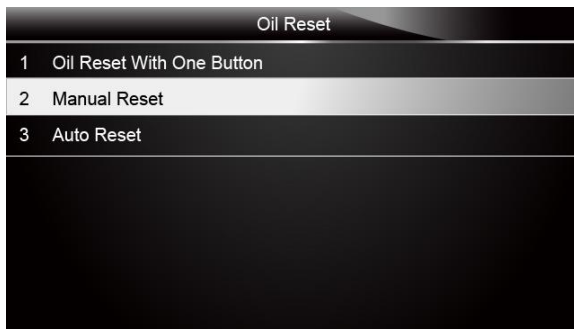 Oil Reset
1 Oil Reset With One Button
2 Manual Reset
3 Auto Reset